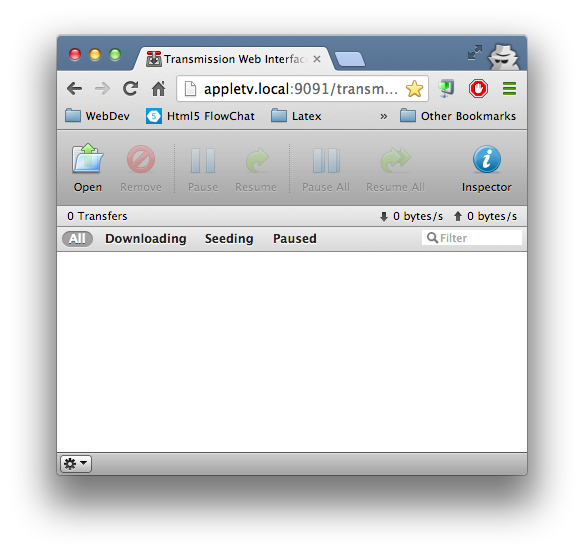 Transmission Web Interfac
appletv.local:9091/transm...
WebDev Html5 FlowChat Latex » Other Bookmarks
Open Remove Pause Resume Pause All Resume All Inspector
0 Transfers 0 bytes/s 0 bytes/s
All Downloading Seeding Paused Filter